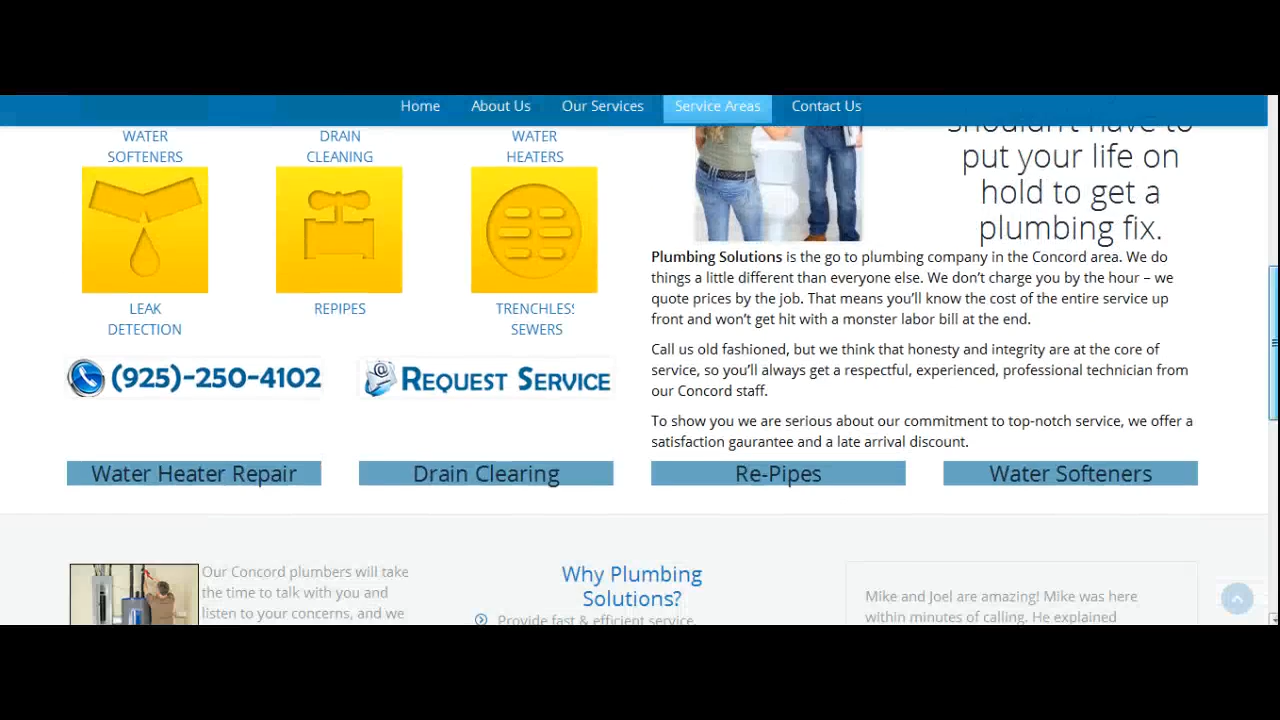 Home About Us Our Services Service Areas Contact Us
WATER
SOFTENERS
DRAIN
CLEANING
WATER
HEATERS
LEAK
DETECTION
REPIPES
TRENCHLESS
SEWERS
(925)-250-4102
REQUEST SERVICE
shouldn't have to
put your life on
hold to get a
plumbing fix.
Plumbing Solutions is the go to plumbing company in the Concord area. We do
things a little different than everyone else. We don't charge you by the hour – we
quote prices by the job. That means you'll know the cost of the entire service up
front and won't get hit with a monster labor bill at the end.
Call us old fashioned, but we think that honesty and integrity are at the core of
service, so you'll always get a respectful, experienced, professional technician from
our Concord staff.
To show you we are serious about our commitment to top-notch service, we offer a
satisfaction gaurantee and a late arrival discount.
Water Heater Repair
Drain Clearing
Re-Pipes
Water Softeners
Our Concord plumbers will take
the time to talk with you and
listen to your concerns, and we
Why Plumbing
Solutions?
Provide fast & efficient service.
Mike and Joel are amazing! Mike was here
within minutes of calling. He explained